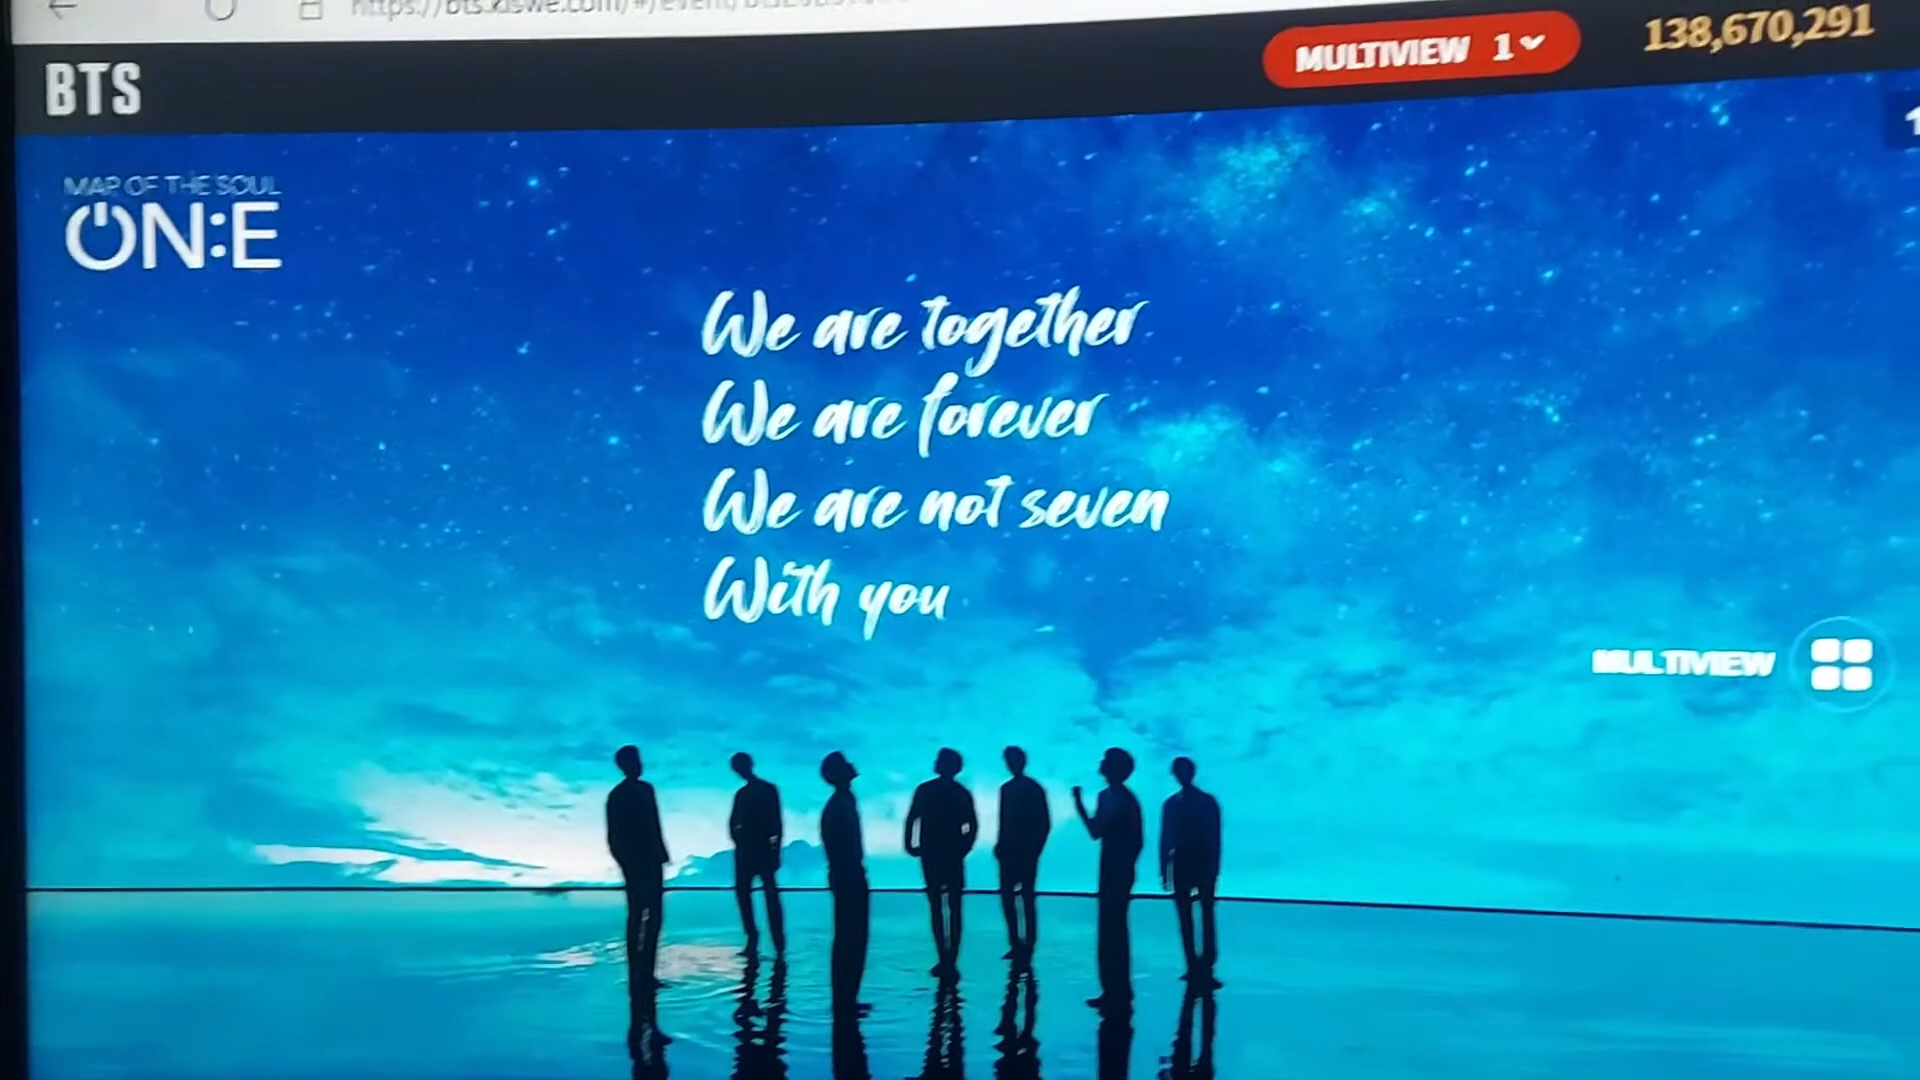 BTS
MULTIVIEW 1
138,670,291
MAP OF THE SOUL
ON:E
We are together
We are forever
We are not seven
With you
MULTIVIEW